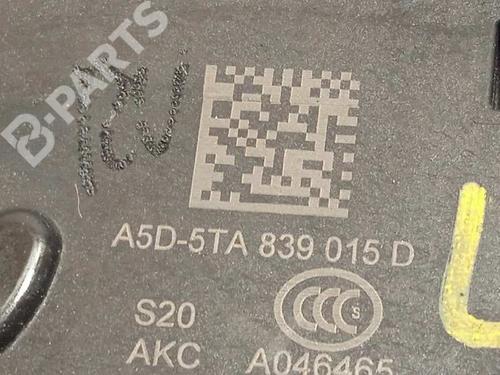 B-PARTS
A5D-5TA 839 015 D
CCC S
S20
AKC A046465